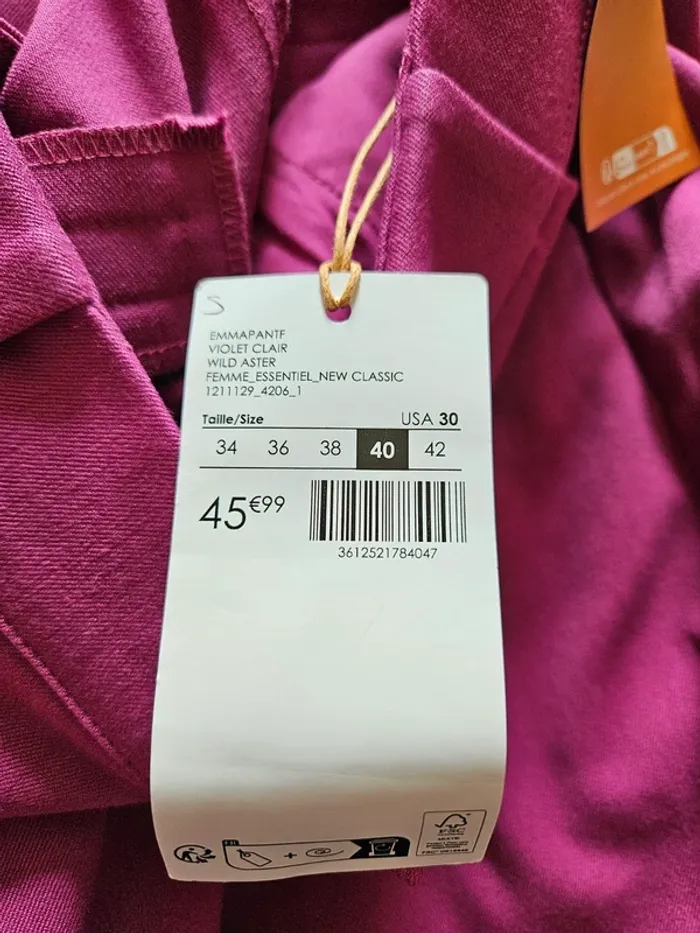 S
EMMAPANTF
VIOLET CLAIR
WILD ASTER
FEMME_ESSENTIEL_NEW CLASSIC
1211129_4206_1
Taille/Size USA 30
34 36 38 40 42
45€99
3612521784047
FR
+
FSC